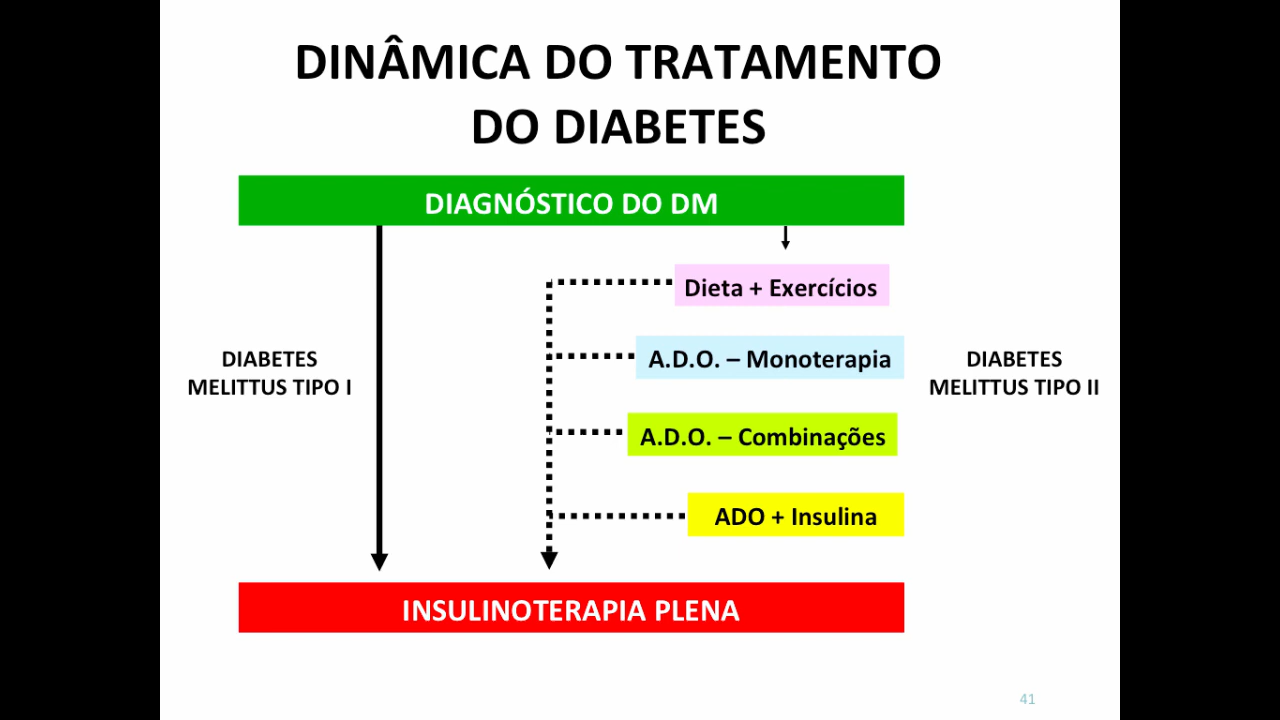 DINÂMICA DO TRATAMENTO
DO DIABETES
DIAGNÓSTICO DO DM
Dieta + Exercícios
DIABETES
MELITTUS TIPO I
A.D.O. – Monoterapia
DIABETES
MELITTUS TIPO II
A.D.O. – Combinações
ADO + Insulina
INSULINOTERAPIA PLENA
41